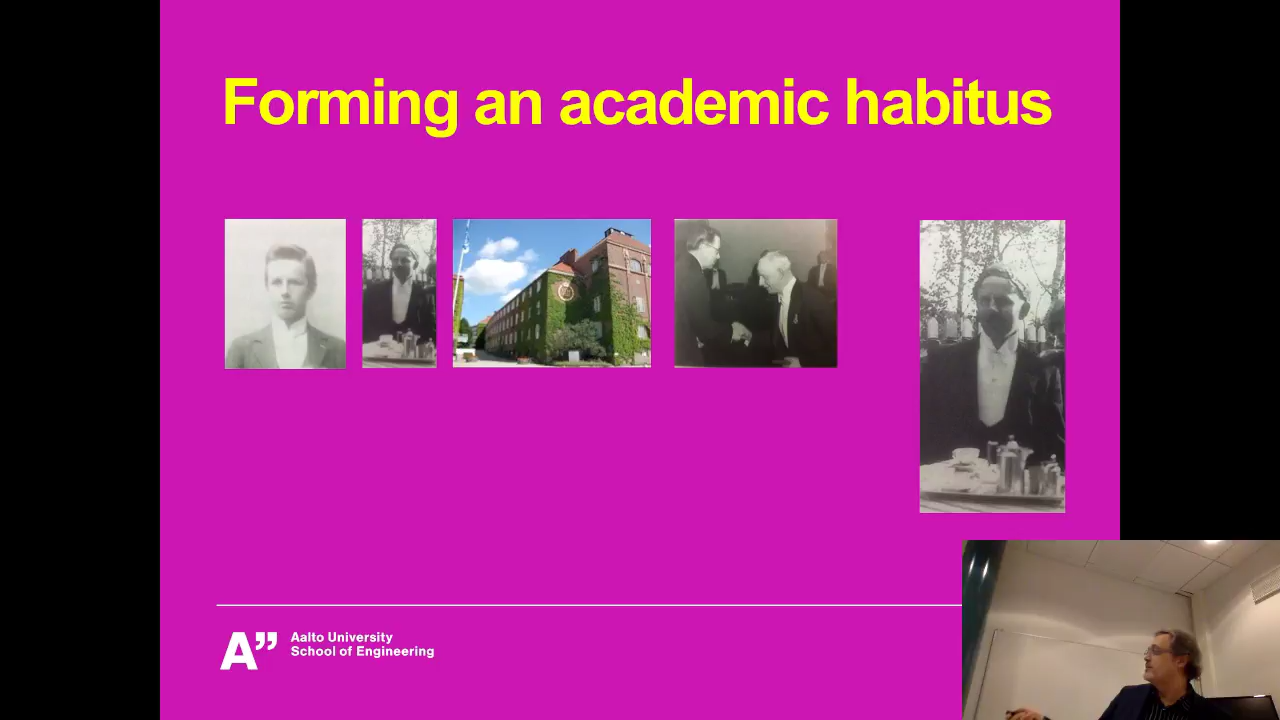 Forming an academic habitus
A”
Aalto University
School of Engineering